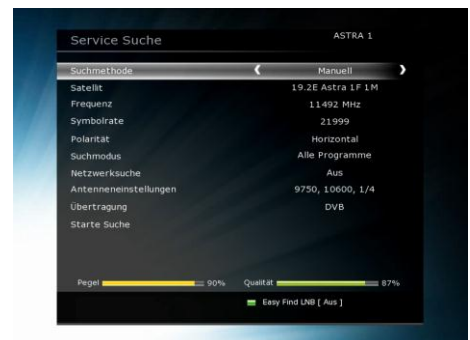 Service Suche ASTRA 1
Suchmethode Manuell
Satellit 19.2E Astra 1F 1M
Frequenz 11492 MHz
Symbolrate 21999
Polarität Horizontal
Suchmodus Alle Programme
Netzwerksuche Aus
Antenneneinstellungen 9750, 10600, 1/4
Übertragung DVB
Starte Suche
Pegel 90% Qualität 87%
Easy Find LNB [ Aus ]